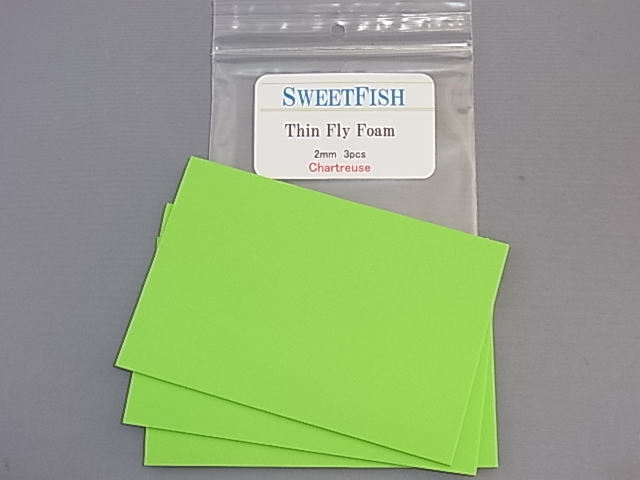 SWEETFISH
Thin Fly Foam
2mm 3pcs
Chartreuse